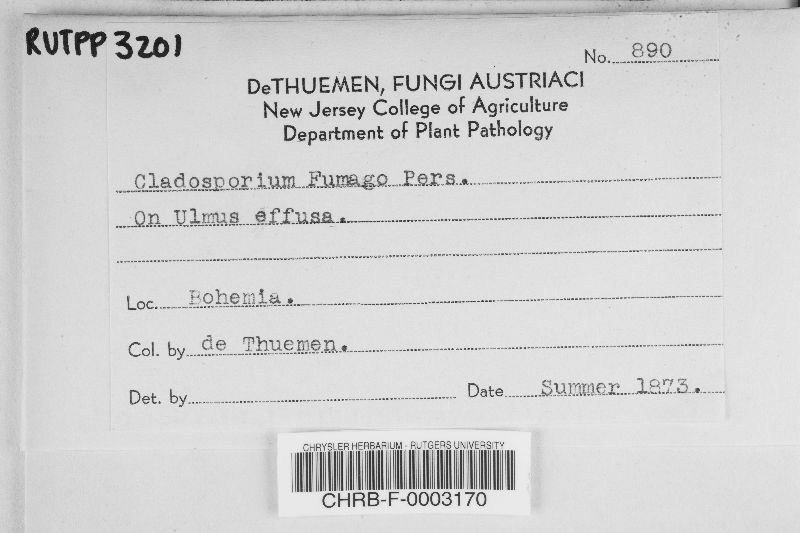 RUTPP 3201
No. 890
DeTHUEMEN, FUNGI AUSTRIACI
New Jersey College of Agriculture
Department of Plant Pathology
Cladosporium Fumago Pers.
On Ulmus effusa.
Loc. Bohemia.
Col. by de Thuemen.
Det. by
Date Summer 1873.
CHRYSLER HERBARIUM - RUTGERS UNIVERSITY
CHRB-F-0003170